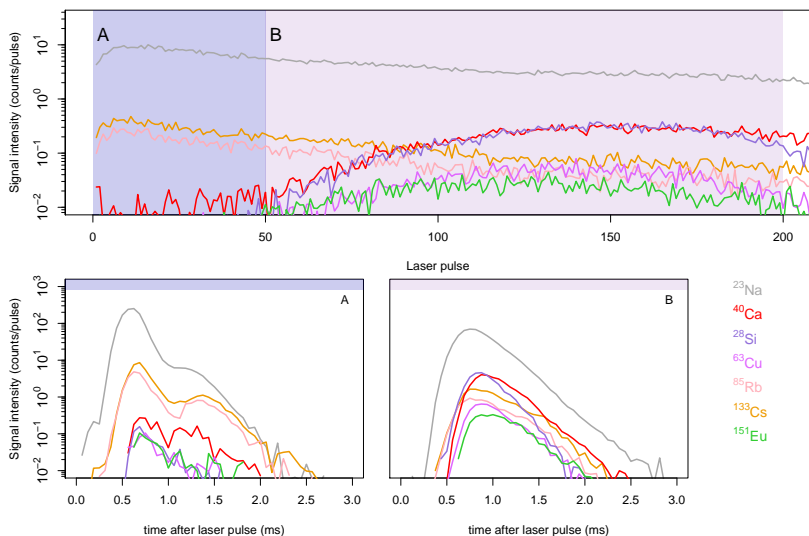 Signal intensity (counts/pulse)
10¹
10⁰
10⁻¹
10⁻²
A
B
0
50
100
150
200
Laser pulse
Signal intensity (counts/pulse)
10³
10²
10¹
10⁰
10⁻¹
10⁻²
A
0.0 0.5 1.0 1.5 2.0 2.5 3.0
time after laser pulse (ms)
B
0.0 0.5 1.0 1.5 2.0 2.5 3.0
time after laser pulse (ms)
²³Na
⁴⁰Ca
²⁸Si
⁶³Cu
⁸⁵Rb
¹³³Cs
¹⁵¹Eu